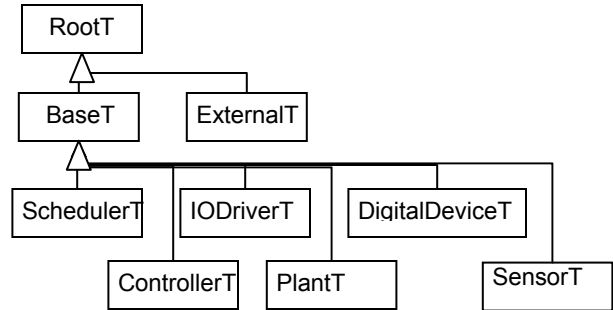 RootT
BaseT
ExternalT
SchedulerT
IODriverT
DigitalDeviceT
ControllerT
PlantT
SensorT